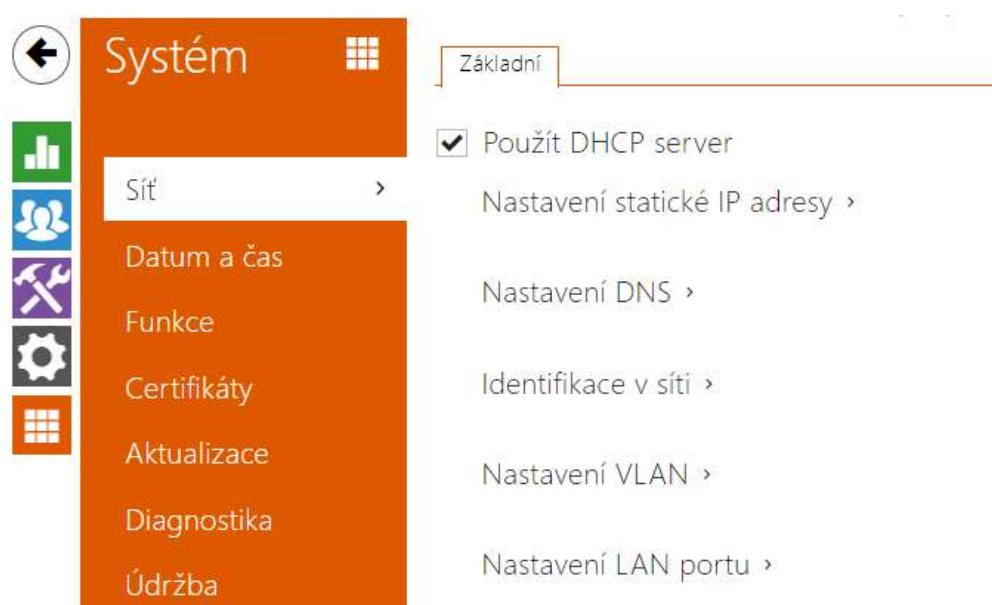 Systém
Síť
Datum a čas
Funkce
Certifikáty
Aktualizace
Diagnostika
Údržba
Základní
Použít DHCP server
Nastavení statické IP adresy
Nastavení DNS
Identifikace v síti
Nastavení VLAN
Nastavení LAN portu